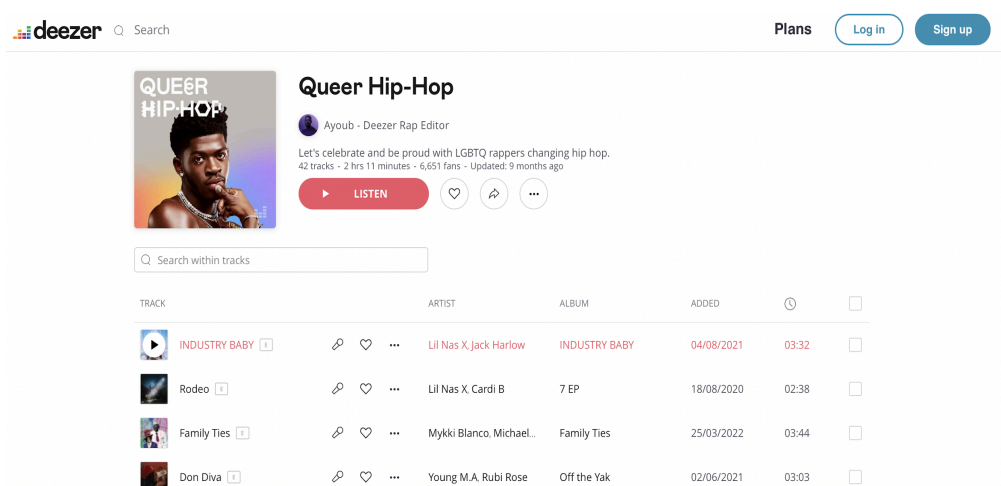 deezer Search Plans Log in Sign up
QUEER
HIP-HOP
Queer Hip-Hop
Ayoub - Deezer Rap Editor
Let's celebrate and be proud with LGBTQ rappers changing hip hop.
42 tracks - 2 hrs 11 minutes - 6,651 fans - Updated: 9 months ago
LISTEN
Search within tracks
TRACK ARTIST ALBUM ADDED
INDUSTRY BABY E Lil Nas X, Jack Harlow INDUSTRY BABY 04/08/2021 03:32
Rodeo E Lil Nas X, Cardi B 7 EP 18/08/2020 02:38
Family Ties E Mykki Blanco, Michael... Family Ties 25/03/2022 03:44
Don Diva E Young M.A, Rubi Rose Off the Yak 02/06/2021 03:03